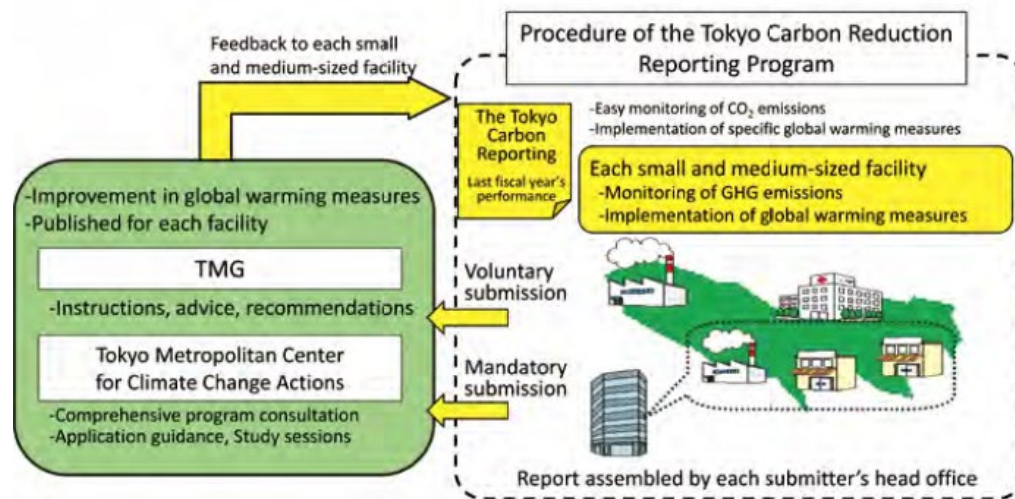 Feedback to each small
and medium-sized facility
Procedure of the Tokyo Carbon Reduction
Reporting Program
-Easy monitoring of CO₂ emissions
-Implementation of specific global warming measures
The Tokyo
Carbon
Reporting
Last fiscal year's
performance
Each small and medium-sized facility
-Monitoring of GHG emissions
-Implementation of global warming measures
-Improvement in global warming measures
-Published for each facility
TMG
-Instructions, advice, recommendations
Tokyo Metropolitan Center
for Climate Change Actions
-Comprehensive program consultation
-Application guidance, Study sessions
Voluntary
submission
Mandatory
submission
Report assembled by each submitter's head office